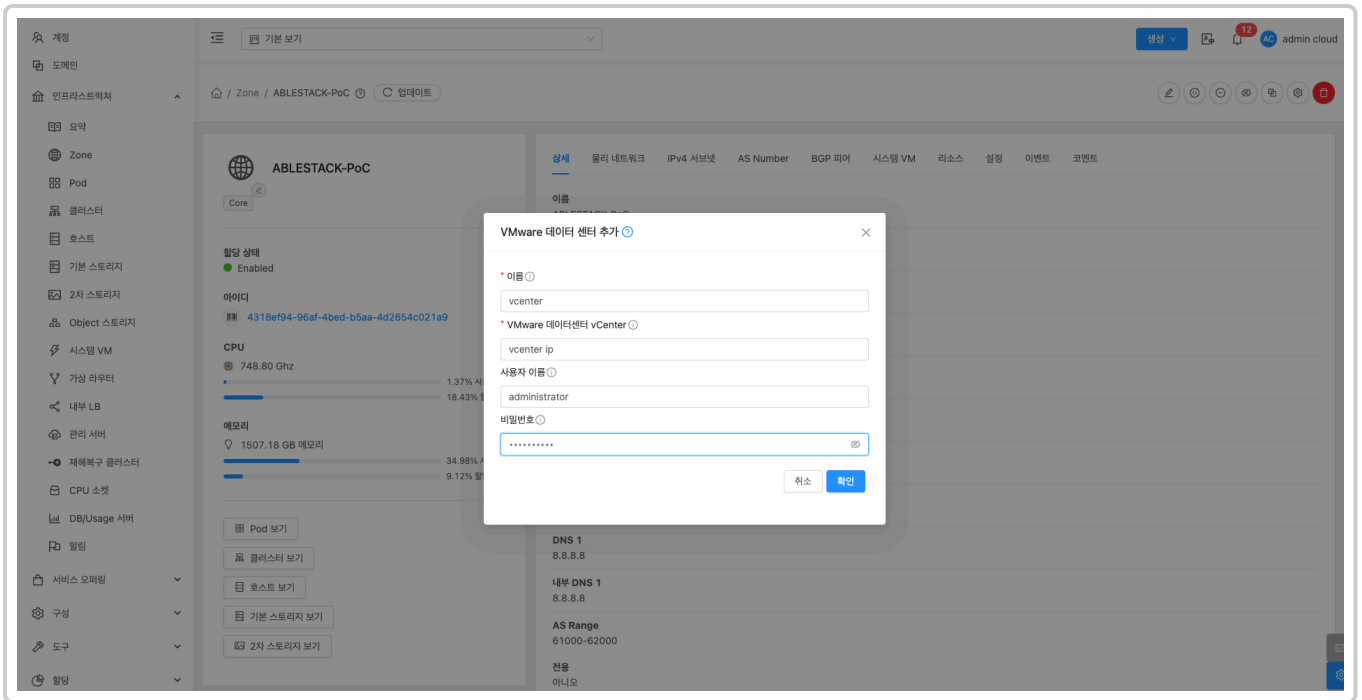 계정
도메인
인프라스트럭쳐
요약
Zone
Pod
클러스터
호스트
기본 스토리지
2차 스토리지
Object 스토리지
시스템 VM
가상 라우터
내부 LB
관리 서버
재해복구 클러스터
CPU 소켓
DB/Usage 서버
알림
서비스 오퍼링
구성
도구
할당
기본 보기
생성
12
AC admin cloud
/ Zone / ABLESTACK-PoC 업데이트
ABLESTACK-PoC
Core
할당 상태
Enabled
아이디
4318ef94-96af-4bed-b5aa-4d2654c021a9
CPU
748.80 Ghz
1.37% 사
18.43%
메모리
1507.18 GB 메모리
34.98%
9.12%
Pod 보기
클러스터 보기
호스트 보기
기본 스토리지 보기
2차 스토리지 보기
상세 물리 네트워크 IPv4 서브넷 AS Number BGP 피어 시스템 VM 리소스 설정 이벤트 코멘트
이름
VMware 데이터 센터 추가
* 이름
vcenter
* VMware 데이터센터 vCenter
vcenter ip
사용자 이름
administrator
비밀번호
••••••••••
취소 확인
DNS 1
8.8.8.8
내부 DNS 1
8.8.8.8
AS Range
61000-62000
전용
아니오